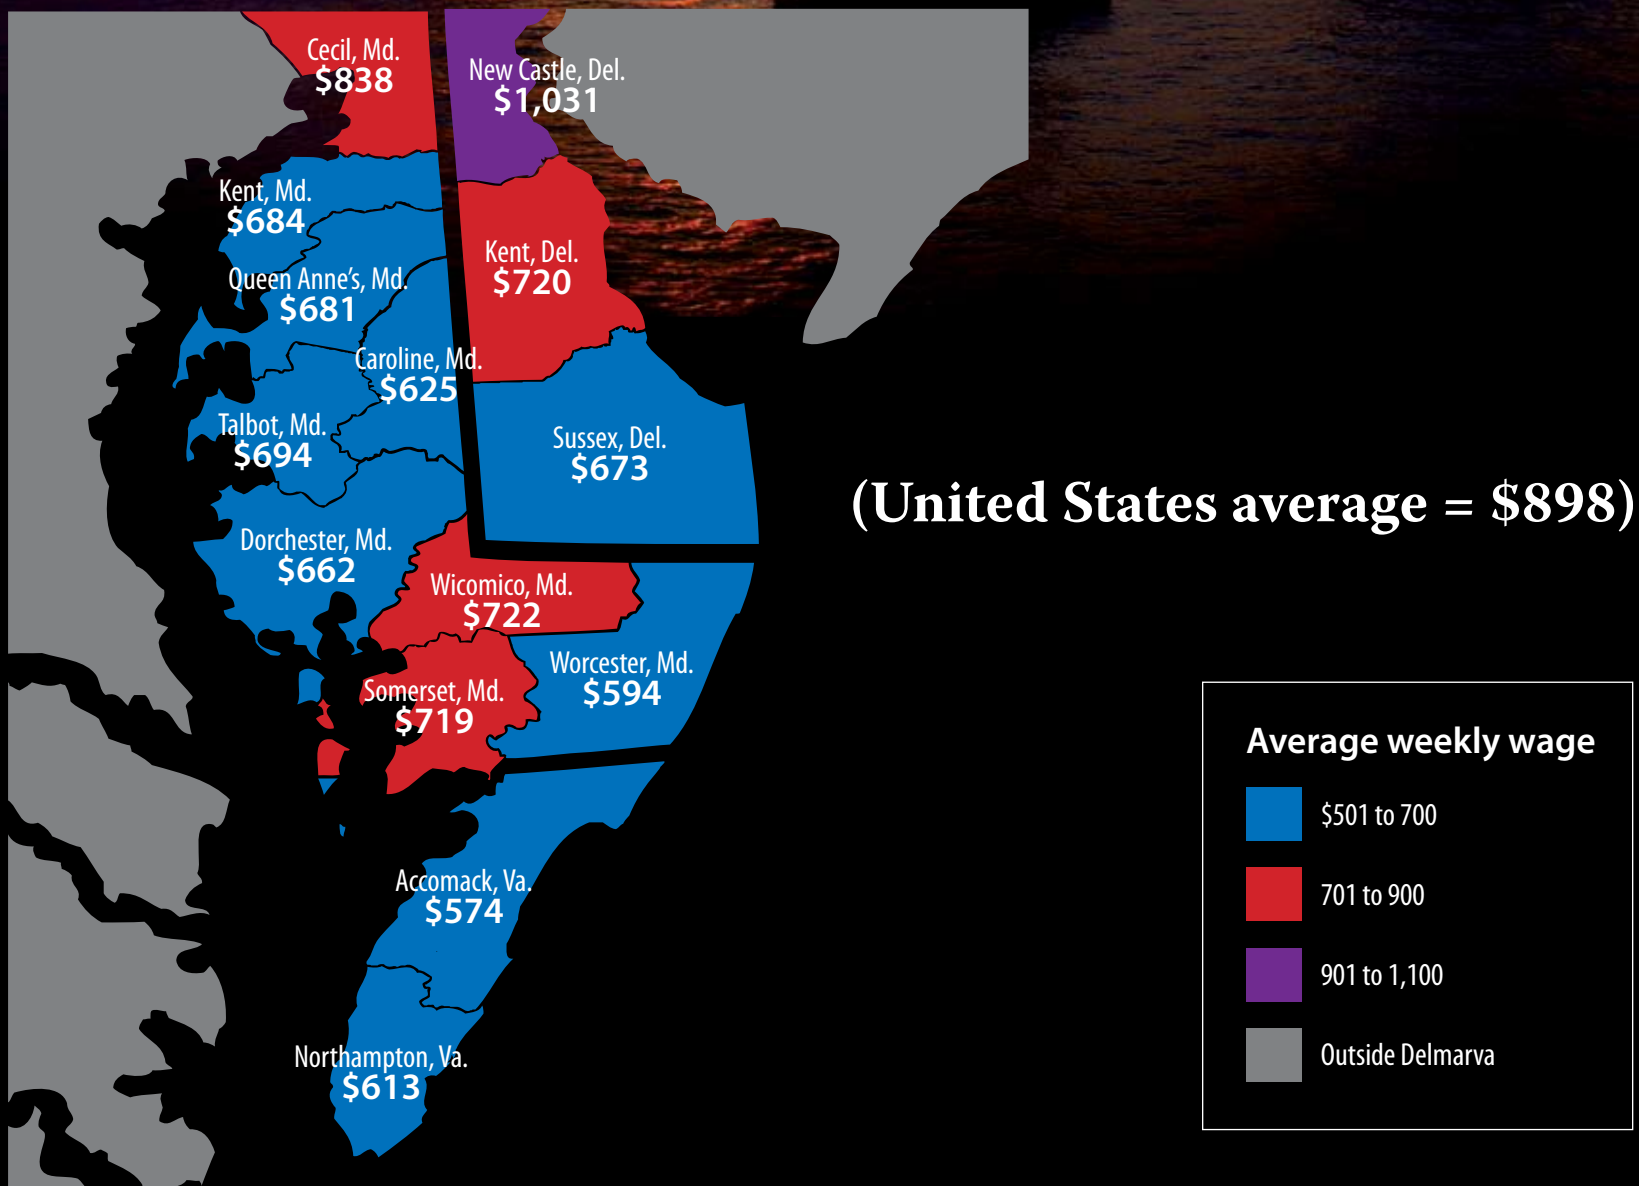 Cecil, Md.
$838
New Castle, Del.
$1,031
Kent, Md.
$684
Kent, Del.
$720
Queen Anne's, Md.
$681
Caroline, Md.
$625
Talbot, Md.
$694
Sussex, Del.
$673
(United States average = $898)
Dorchester, Md.
$662
Wicomico, Md.
$722
Worcester, Md.
$594
Somerset, Md.
$719
Accomack, Va.
$574
Northampton, Va.
$613
Average weekly wage
$501 to 700
701 to 900
901 to 1,100
Outside Delmarva